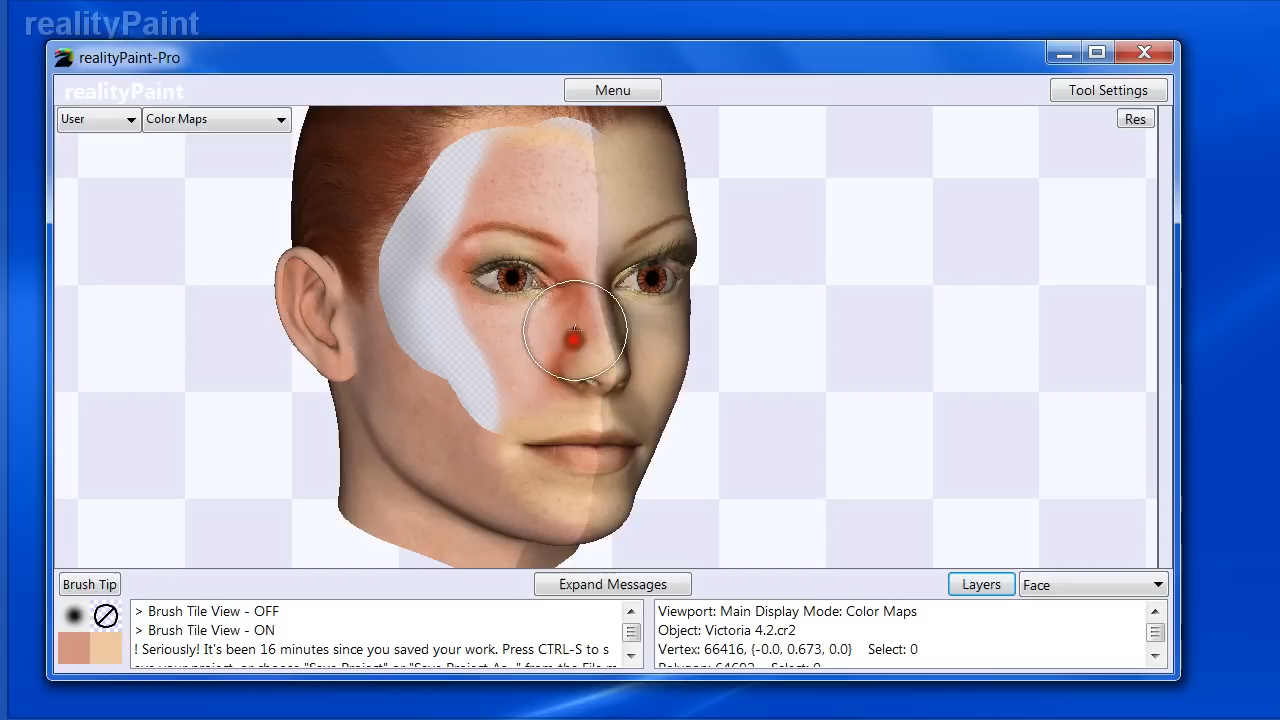 realityPaint
realityPaint-Pro
realityPaint
Menu
Tool Settings
User
Color Maps
Res
Brush Tip
Expand Messages
Layers
Face
> Brush Tile View - OFF
> Brush Tile View - ON
! Seriously! It's been 16 minutes since you saved your work. Press CTRL-S to s
Viewport: Main Display Mode: Color Maps
Object: Victoria 4.2.cr2
Vertex: 66416, {-0.0, 0.673, 0.0} Select: 0